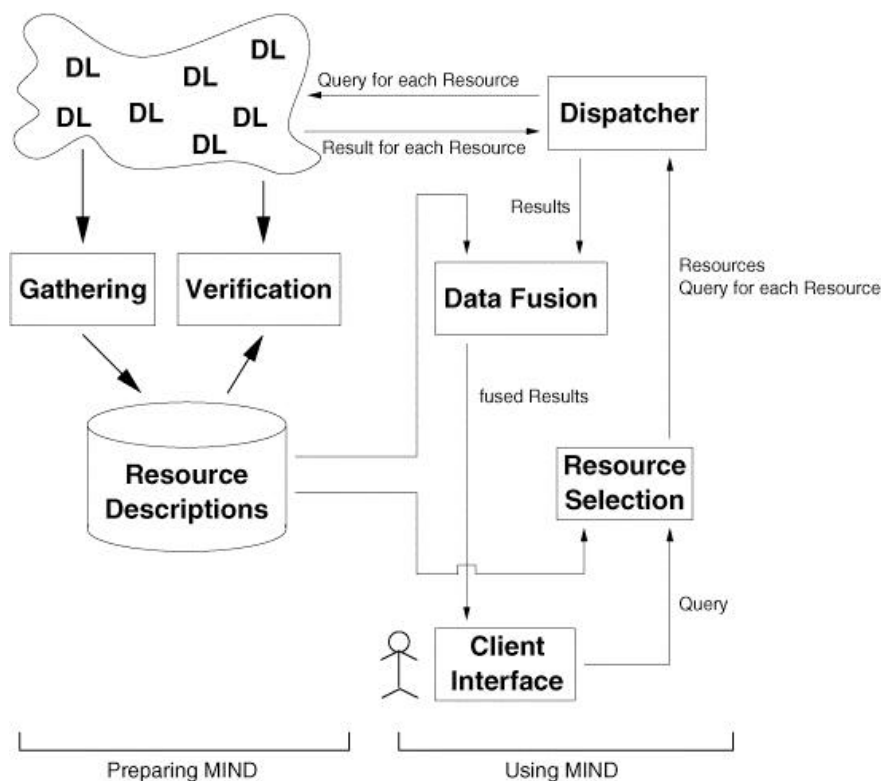 DL
DL
DL
DL
DL
DL
DL
Query for each Resource
Dispatcher
Result for each Resource
Results
Gathering
Verification
Data Fusion
Resources
Query for each Resource
fused Results
Resource
Descriptions
Resource
Selection
Query
Client
Interface
Preparing MIND
Using MIND